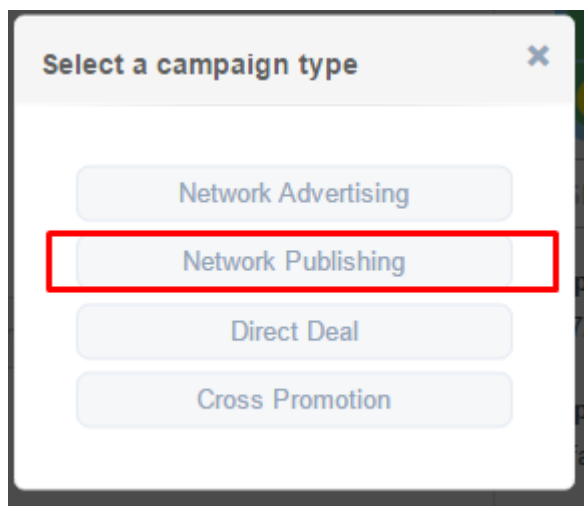 Select a campaign type
Network Advertising
Network Publishing
Direct Deal
Cross Promotion